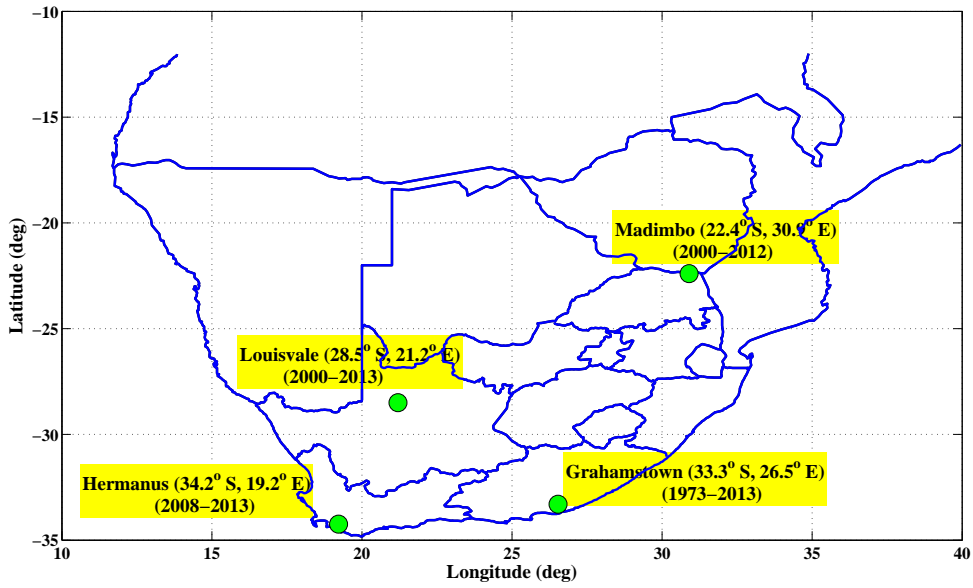 −10
−15
−20
−25
−30
−35
Latitude (deg)
Madimbo (22.4° S, 30.9° E)
(2000−2012)
Louisvale (28.5° S, 21.2° E)
(2000−2013)
Grahamstown (33.3° S, 26.5° E)
(1973−2013)
Hermanus (34.2° S, 19.2° E)
(2008−2013)
10 15 20 25 30 35 40
Longitude (deg)